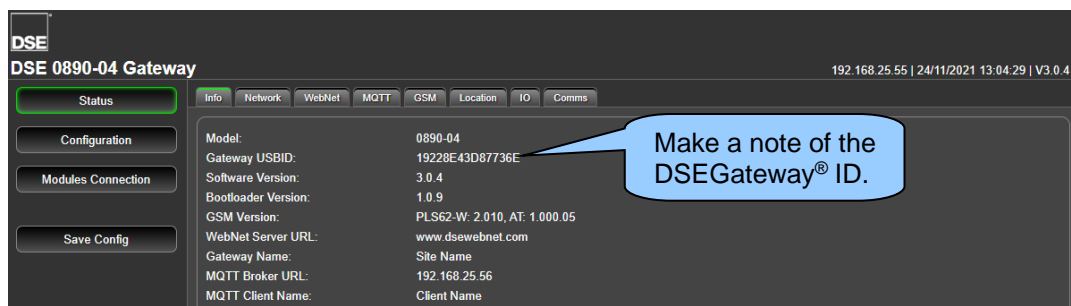 DSE
DSE 0890-04 Gateway
192.168.25.55 | 24/11/2021 13:04:29 | V3.0.4
Status
Info Network WebNet MQTT GSM Location IO Comms
Configuration
Modules Connection
Save Config
Model: 0890-04
Gateway USBID: 19228E43D87736E
Software Version: 3.0.4
Bootloader Version: 1.0.9
GSM Version: PLS62-W: 2.010, AT: 1.000.05
WebNet Server URL: www.dsewebnet.com
Gateway Name: Site Name
MQTT Broker URL: 192.168.25.56
MQTT Client Name: Client Name
Make a note of the
DSEGateway® ID.